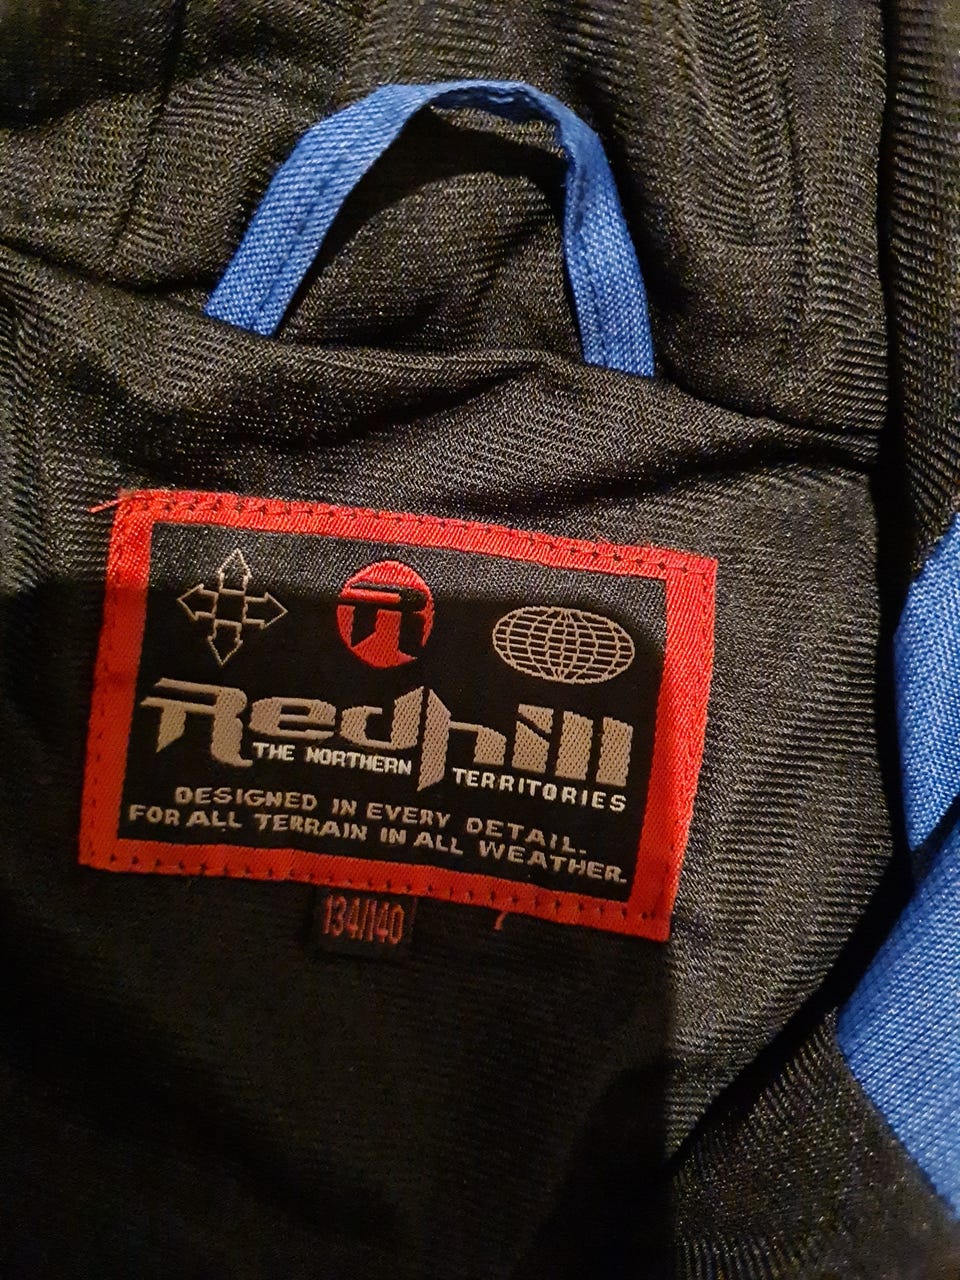 R
Redhill
THE NORTHERN TERRITORIES
DESIGNED IN EVERY DETAIL.
FOR ALL TERRAIN IN ALL WEATHER.
134/140